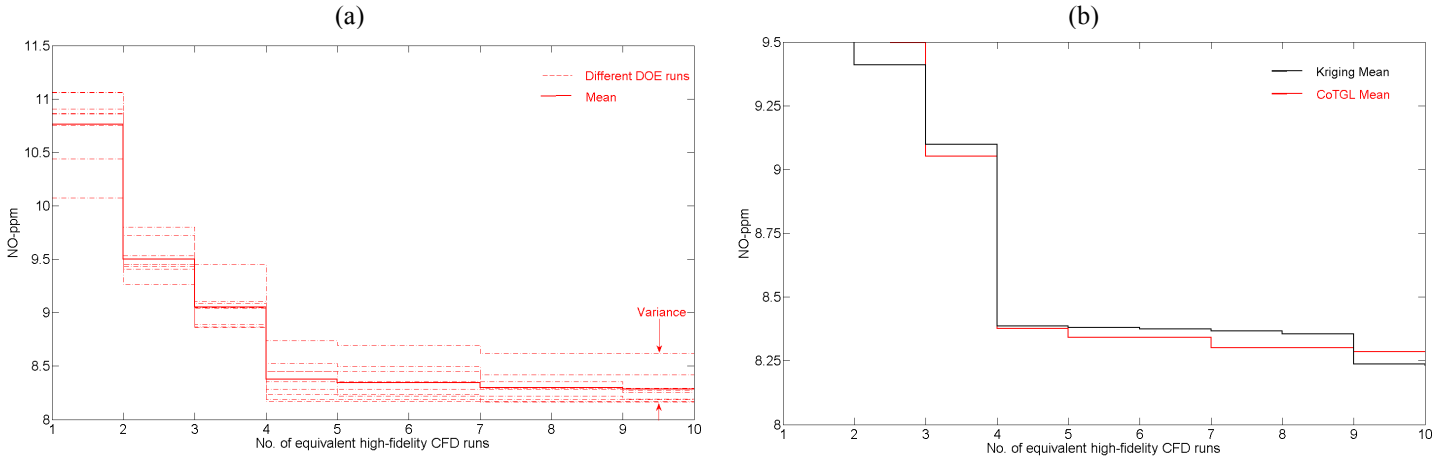 (a)
11.5
11
10.5
10
9.5
9
8.5
8
NO-ppm
1 2 3 4 5 6 7 8 9 10
No. of equivalent high-fidelity CFD runs
Different DOE runs
Mean
Variance
(b)
9.5
9.25
9
8.75
8.5
8.25
8
NO-ppm
1 2 3 4 5 6 7 8 9 10
No. of equivalent high-fidelity CFD runs
Kriging Mean
CoTGL Mean